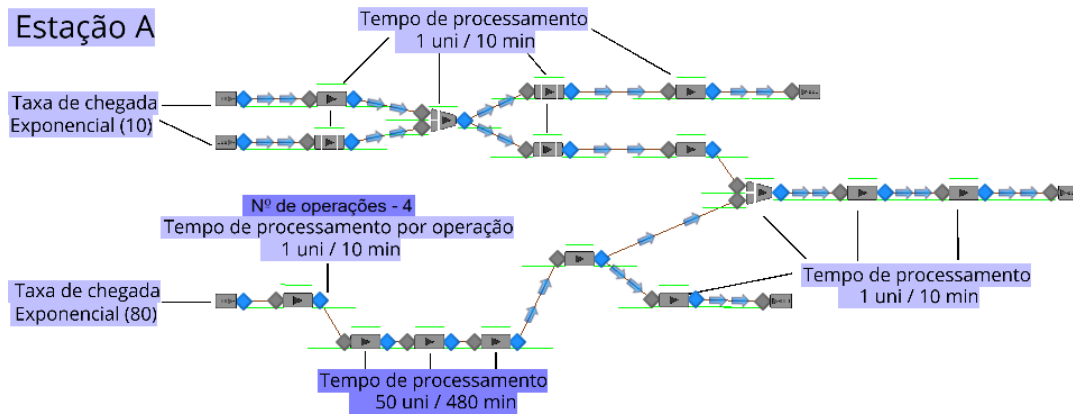 Estação A
Tempo de processamento
1 uni / 10 min
Taxa de chegada
Exponencial (10)
Nº de operações - 4
Tempo de processamento por operação
1 uni / 10 min
Tempo de processamento
1 uni / 10 min
Taxa de chegada
Exponencial (80)
Tempo de processamento
50 uni / 480 min